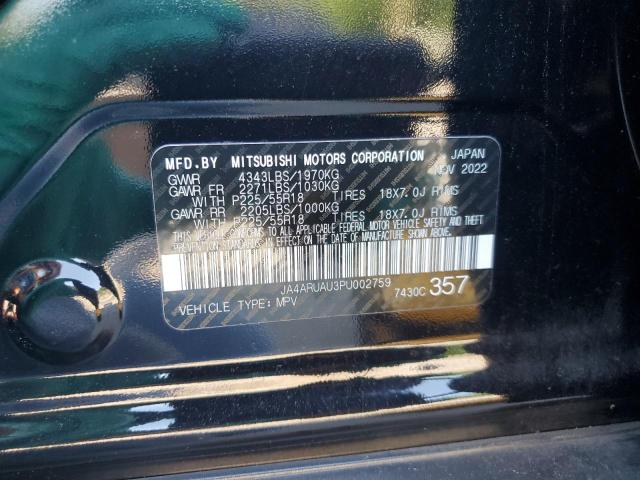 MFD.BY MITSUBISHI MOTORS CORPORATION JAPAN
GVWR 4343LBS/1970KG NOV 2022
GAWR FR 2271LBS/1030KG
WITH P225/55R18 TIRES 18X7.0J RIMS
GAWR RR 2205LBS/1000KG
WITH P225/55R18 TIRES 18X7.0J RIMS
THIS VEHICLE CONFORMS TO ALL APPLICABLE FEDERAL MOTOR VEHICLE SAFETY AND THEFT
PREVENTION STANDARDS IN EFFECT ON THE DATE OF MANUFACTURE SHOWN ABOVE.
JA4ARUAU3PU002759 7430C 357
VEHICLE TYPE: MPV